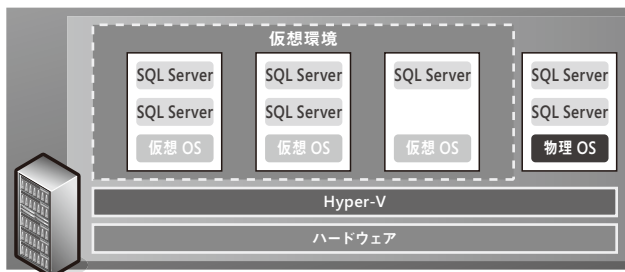 仮想環境
SQL Server
SQL Server
仮想 OS
SQL Server
SQL Server
仮想 OS
SQL Server
仮想 OS
SQL Server
SQL Server
物理 OS
Hyper-V
ハードウェア